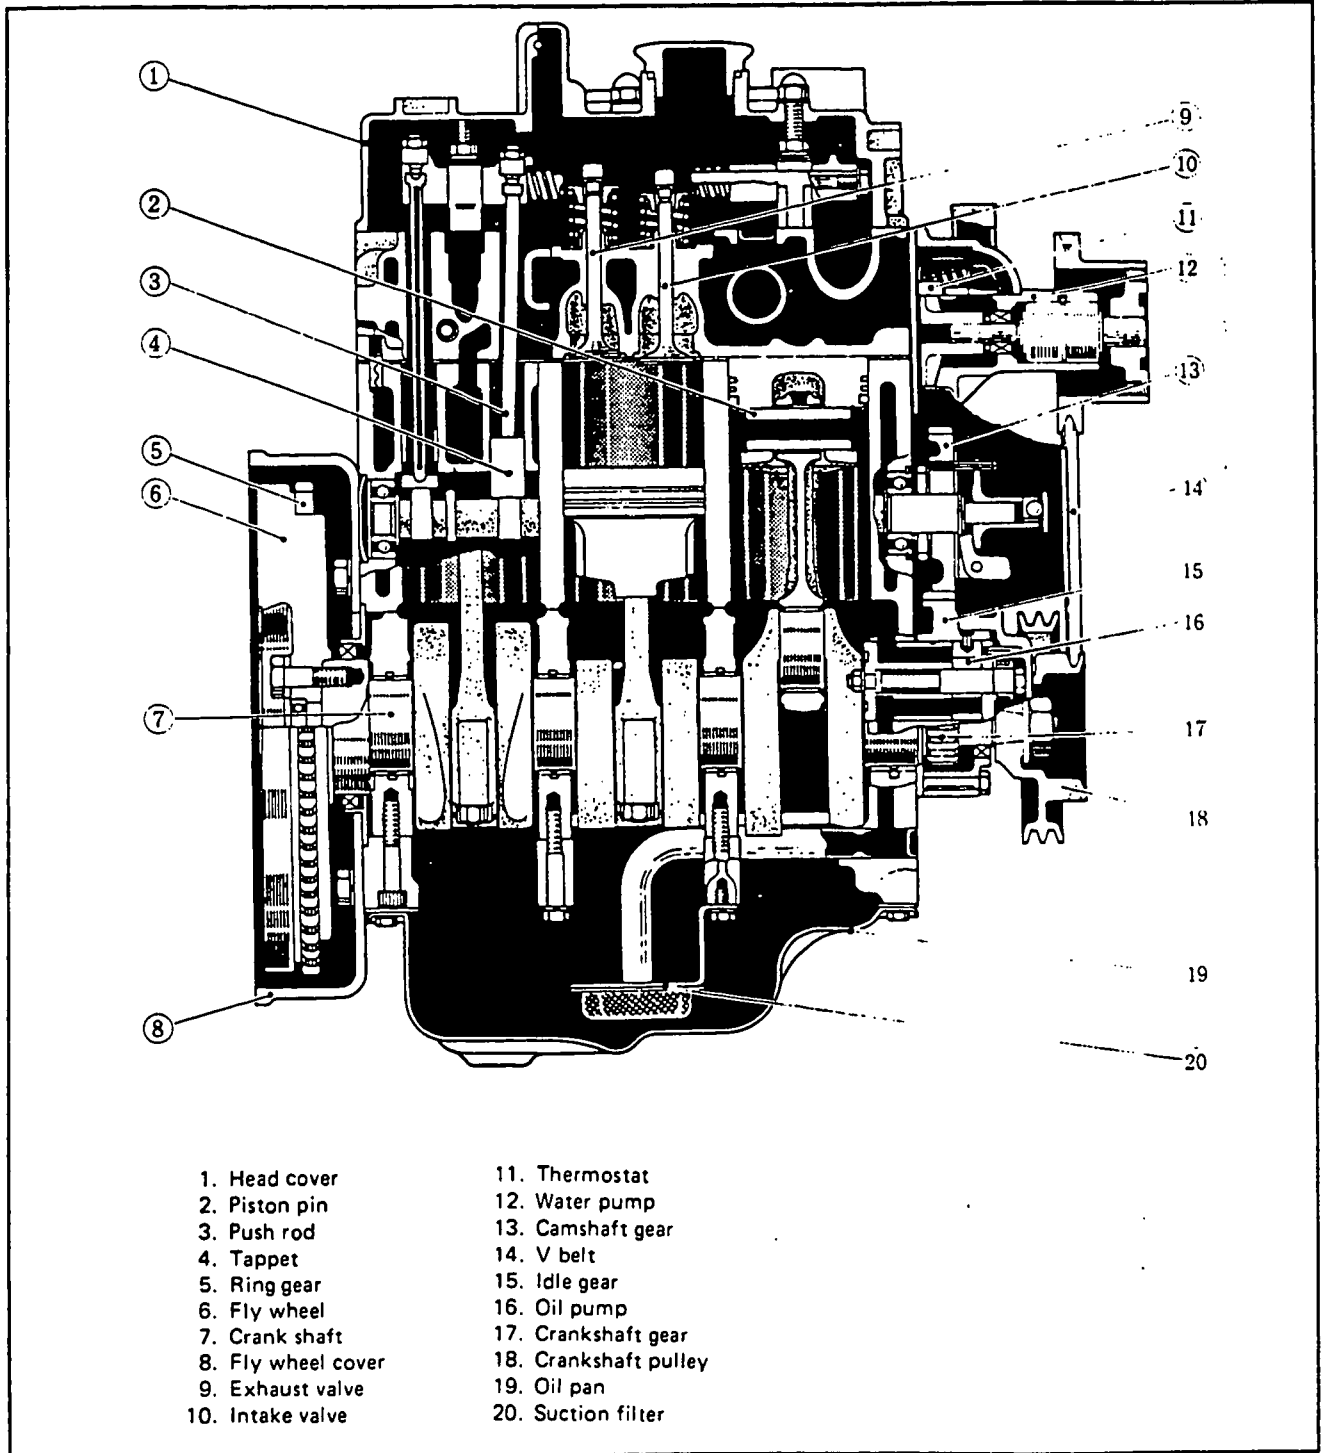 1
2
3
4
5
6
7
8
9
10
11
12
13
14
15
16
17
18
19
20
1. Head cover
2. Piston pin
3. Push rod
4. Tappet
5. Ring gear
6. Fly wheel
7. Crank shaft
8. Fly wheel cover
9. Exhaust valve
10. Intake valve
11. Thermostat
12. Water pump
13. Camshaft gear
14. V belt
15. Idle gear
16. Oil pump
17. Crankshaft gear
18. Crankshaft pulley
19. Oil pan
20. Suction filter